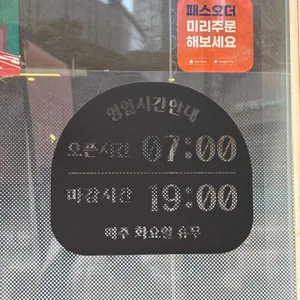 패스오더
미리주문
해보세요
영업시간안내
오픈시간 07:00
마감시간 19:00
매주 화요일 휴무